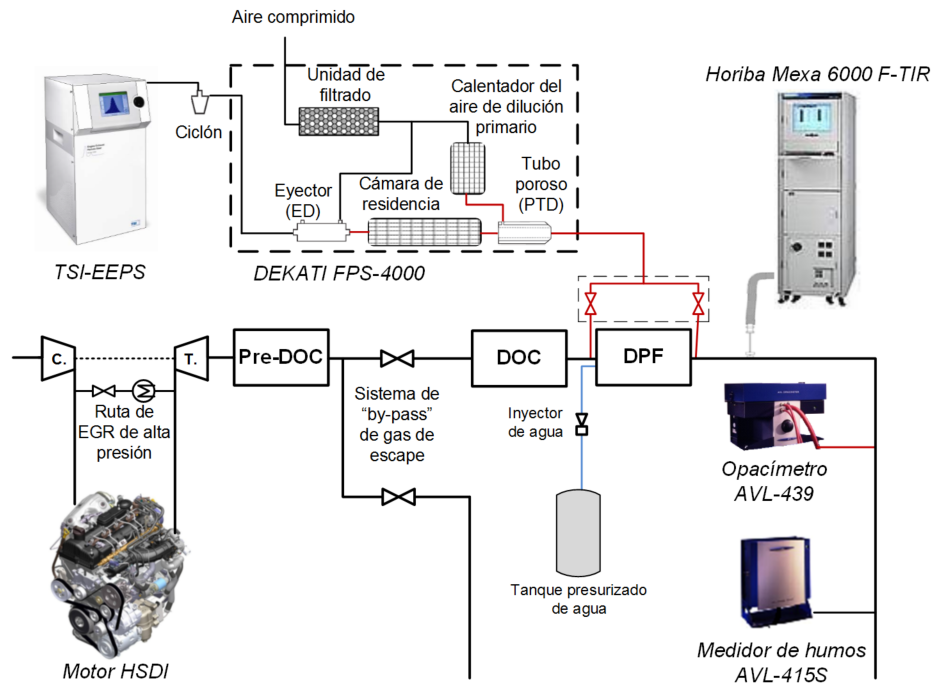 Aire comprimido
Horiba Mexa 6000 F-TIR
Unidad de
filtrado
Calentador del
aire de dilución
primario
Ciclón
Eyector
(ED)
Cámara de
residencia
Tubo
poroso
(PTD)
TSI-EEPS
DEKATI FPS-4000
C.
T.
Pre-DOC
DOC
DPF
Ruta de
EGR de alta
presión
Sistema de
“by-pass”
de gas de
escape
Inyector
de agua
Opacímetro
AVL-439
Tanque presurizado
de agua
Motor HSDI
Medidor de humos
AVL-415S